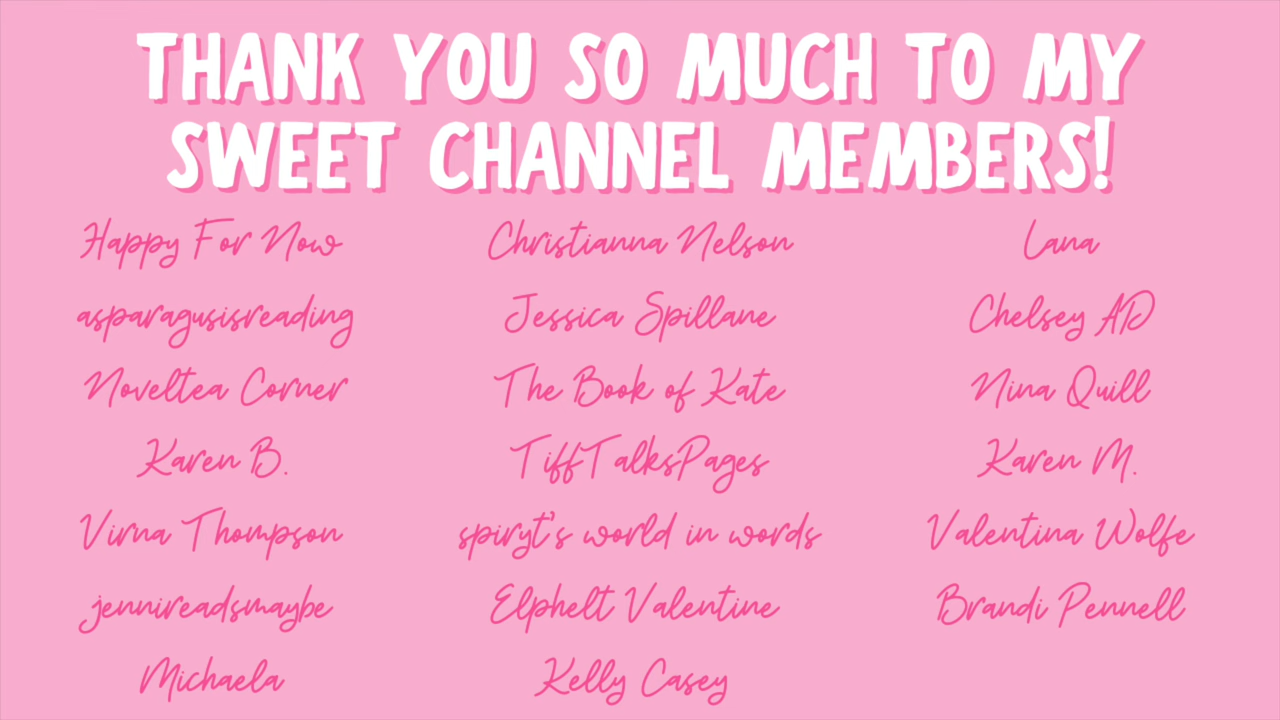 THANK YOU SO MUCH TO MY
SWEET CHANNEL MEMBERS!
Happy For Now
Christianna Nelson
Lana
asparagusisreading
Jessica Spillane
Chelsey AD
Noveltea Corner
The Book of Kate
Nina Quill
Karen B.
TiffTalksPages
Karen M.
Virna Thompson
spiryt's world in words
Valentina Wolfe
jennireadsmaybe
Elphelt Valentine
Brandi Pennell
Michaela
Kelly Casey